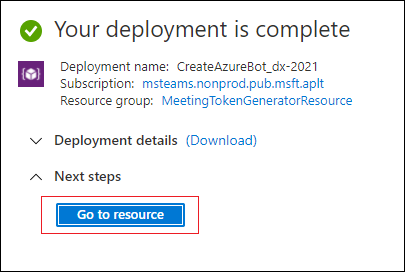 Your deployment is complete
Deployment name: CreateAzureBot_dx-2021
Subscription: msteams.nonprod.pub.msft.aplt
Resource group: MeetingTokenGeneratorResource
Deployment details (Download)
Next steps
Go to resource